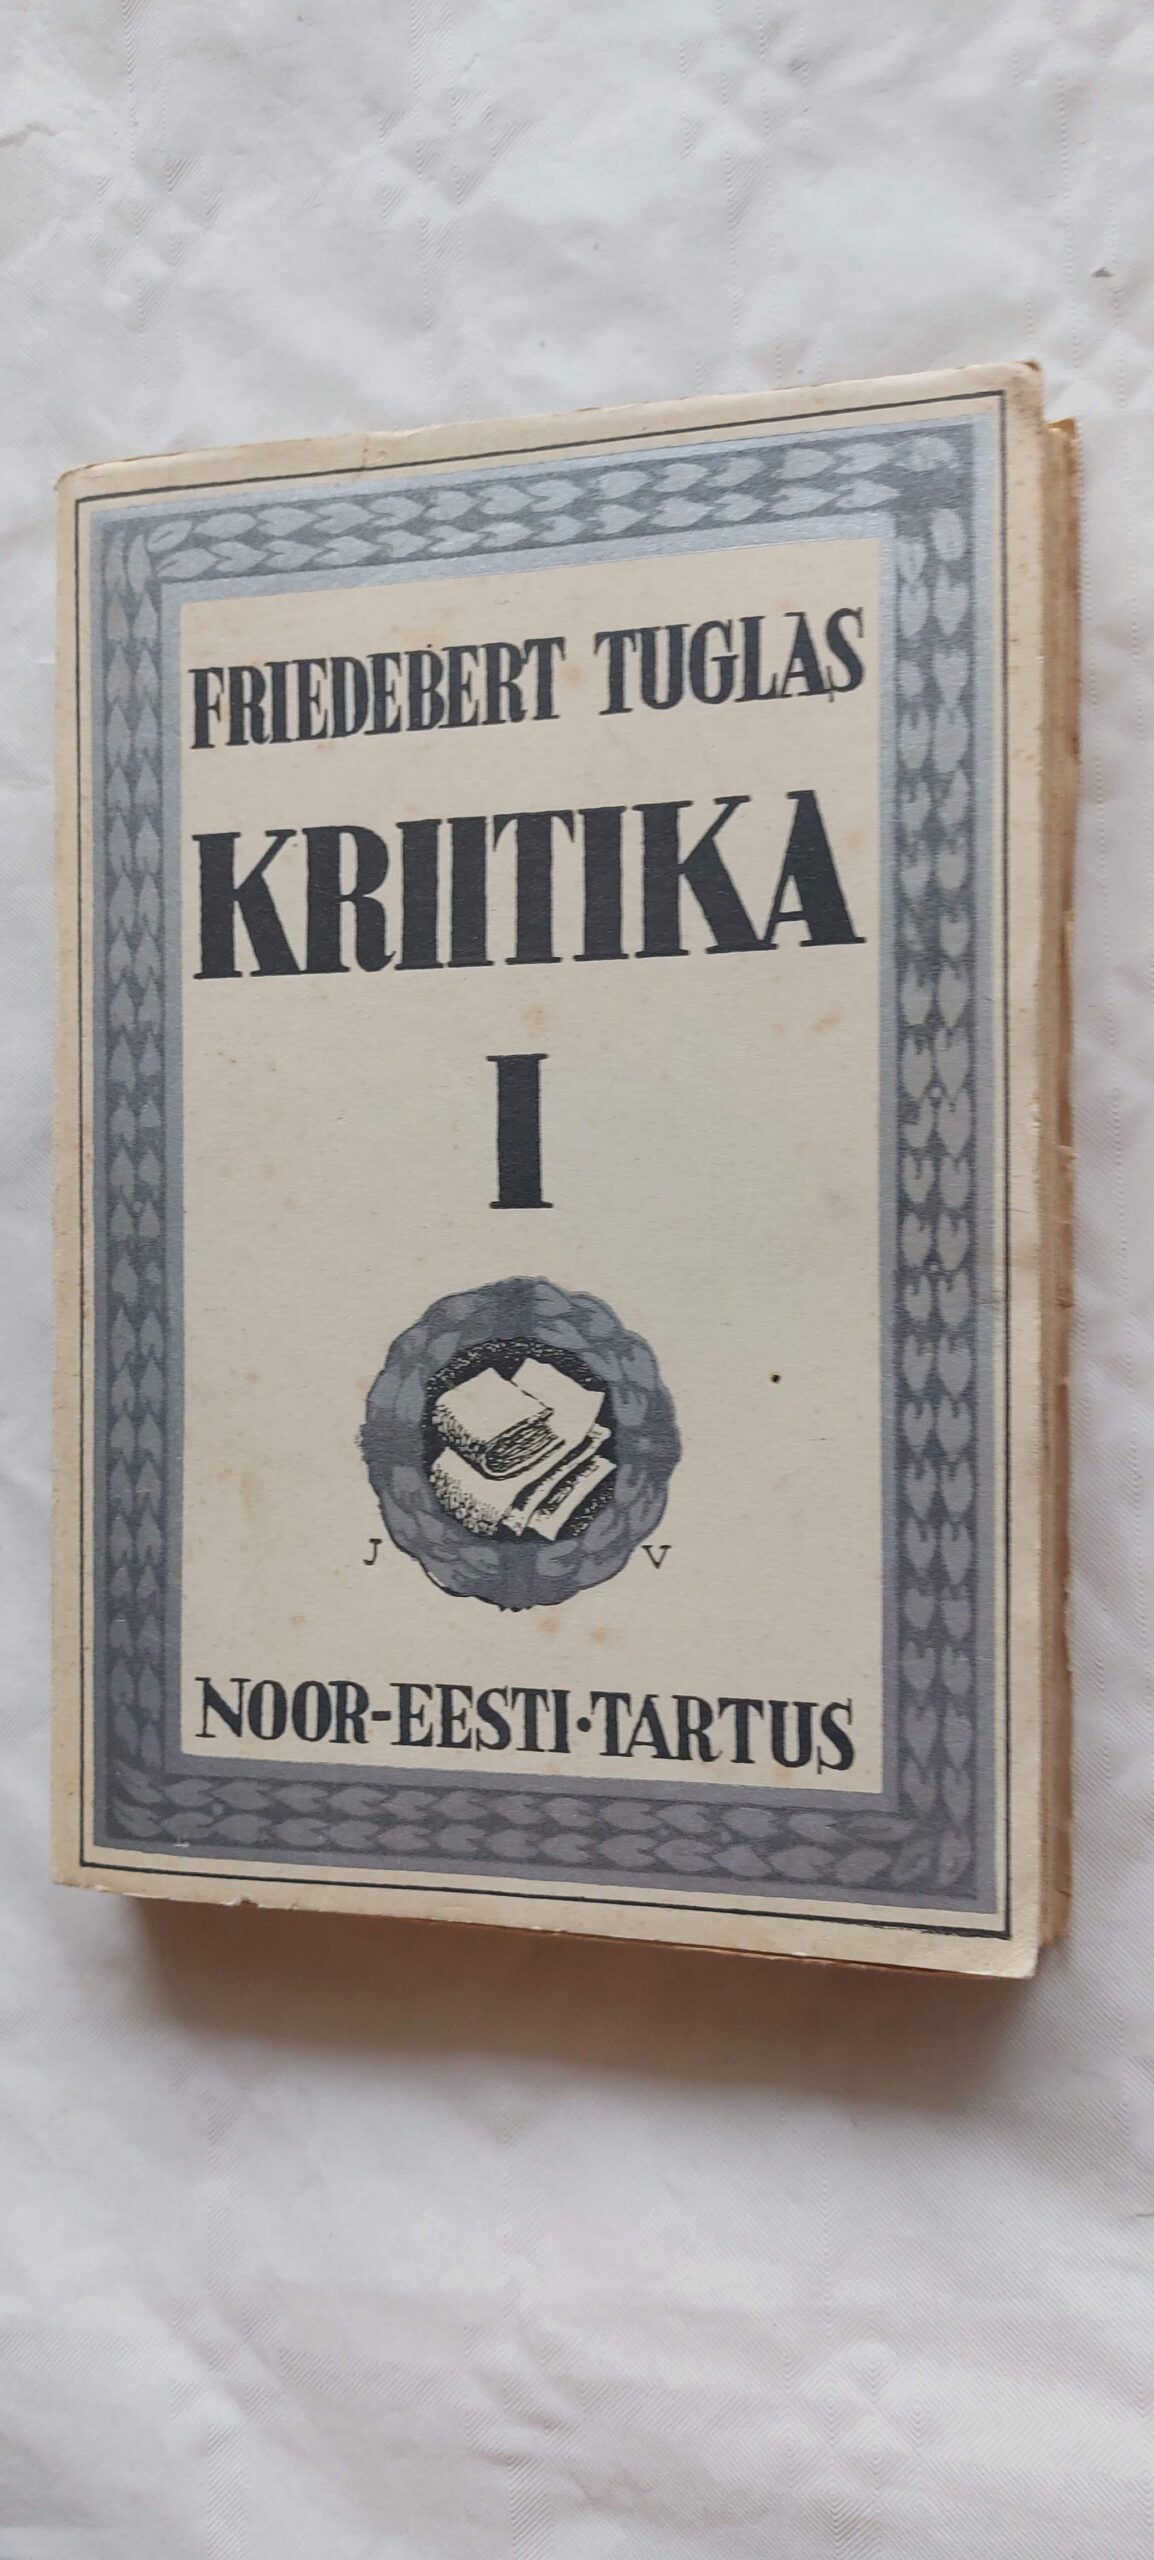 FRIEDEBERT TUGLAS
KRIITIKA
I
J V
NOOR-EESTI·TARTUS